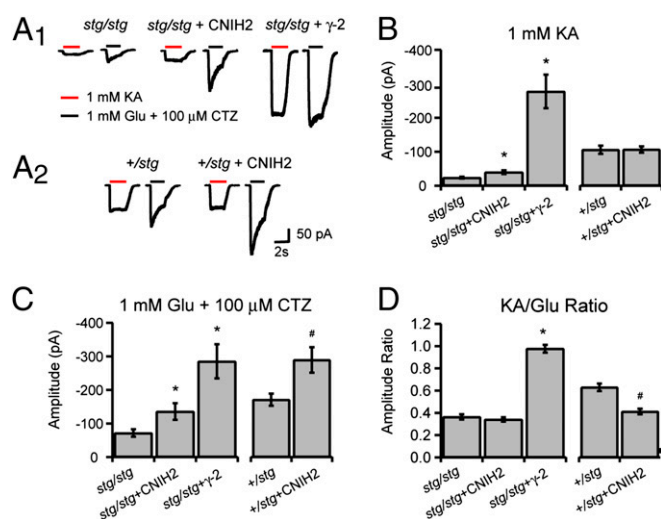 A1
stg/stg stg/stg + CNIH2 stg/stg + γ-2
1 mM KA
1 mM Glu + 100 μM CTZ
A2
+/stg +/stg + CNIH2
50 pA
2s
B
1 mM KA
Amplitude (pA)
-400
-300
-200
-100
0
stg/stg
stg/stg+CNIH2
stg/stg+γ-2
+/stg
+/stg+CNIH2
*
*
C
1 mM Glu + 100 μM CTZ
Amplitude (pA)
-400
-300
-200
-100
0
stg/stg
stg/stg+CNIH2
stg/stg+γ-2
+/stg
+/stg+CNIH2
*
*
#
D
KA/Glu Ratio
Amplitude Ratio
1.2
1.0
0.8
0.6
0.4
0.2
0.0
stg/stg
stg/stg+CNIH2
stg/stg+γ-2
+/stg
+/stg+CNIH2
*
#